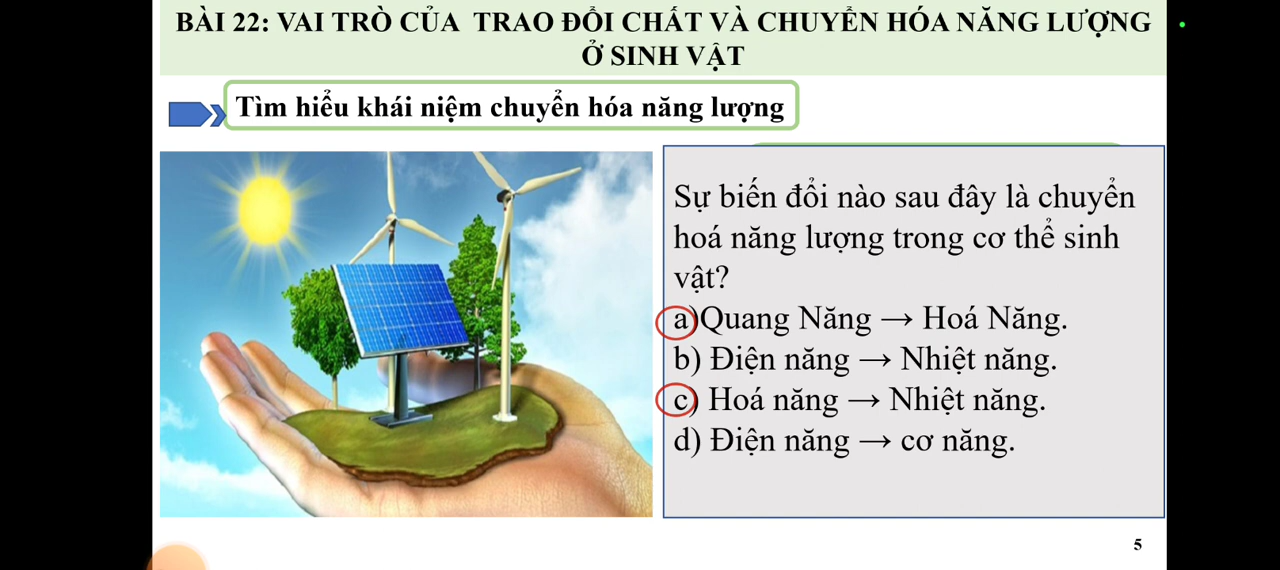 BÀI 22: VAI TRÒ CỦA TRAO ĐỔI CHẤT VÀ CHUYỂN HÓA NĂNG LƯỢNG
Ở SINH VẬT
Tìm hiểu khái niệm chuyển hóa năng lượng
Sự biến đổi nào sau đây là chuyển
hoá năng lượng trong cơ thể sinh
vật?
a)Quang Năng → Hoá Năng.
b) Điện năng → Nhiệt năng.
c) Hoá năng → Nhiệt năng.
d) Điện năng → cơ năng.
5